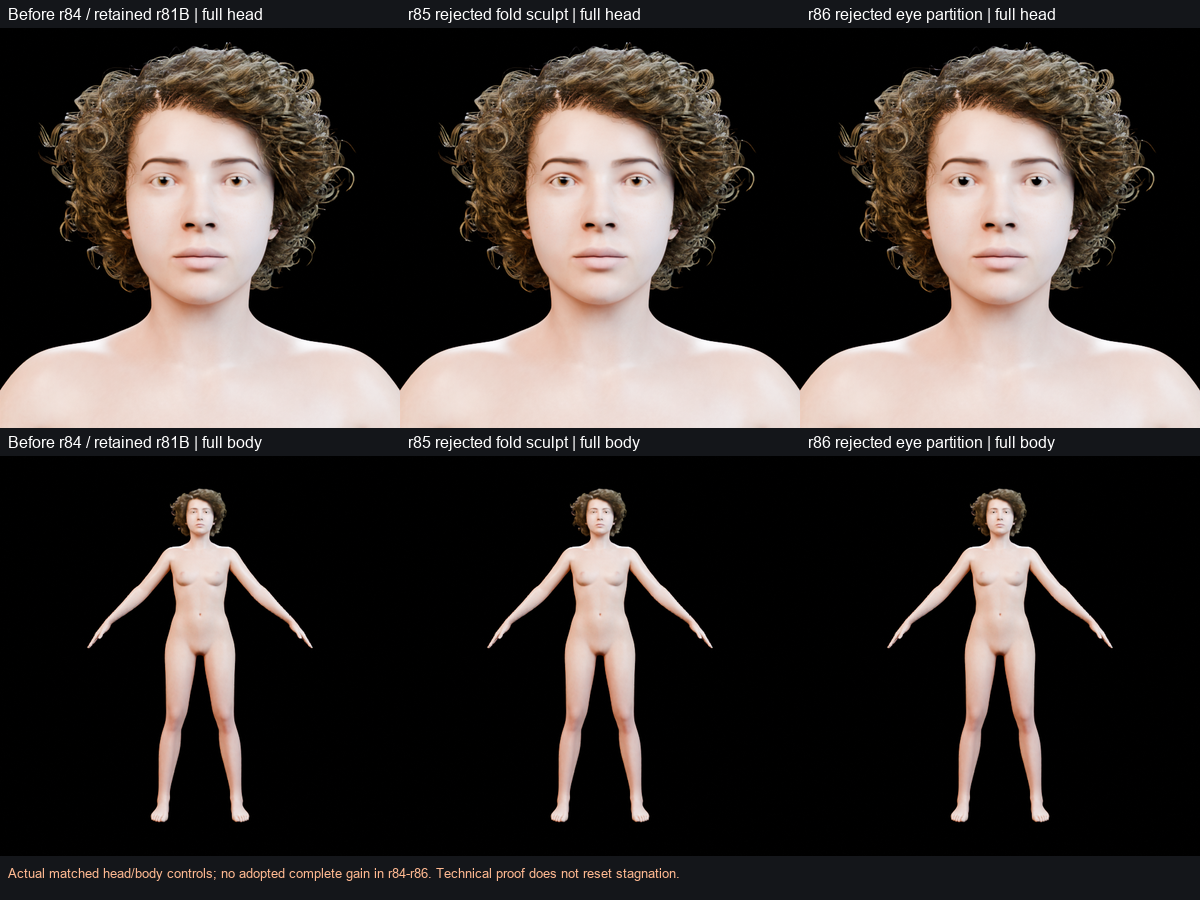 Before r84 / retained r81B | full head
r85 rejected fold sculpt | full head
r86 rejected eye partition | full head
Before r84 / retained r81B | full body
r85 rejected fold sculpt | full body
r86 rejected eye partition | full body
Actual matched head/body controls; no adopted complete gain in r84-r86. Technical proof does not reset stagnation.